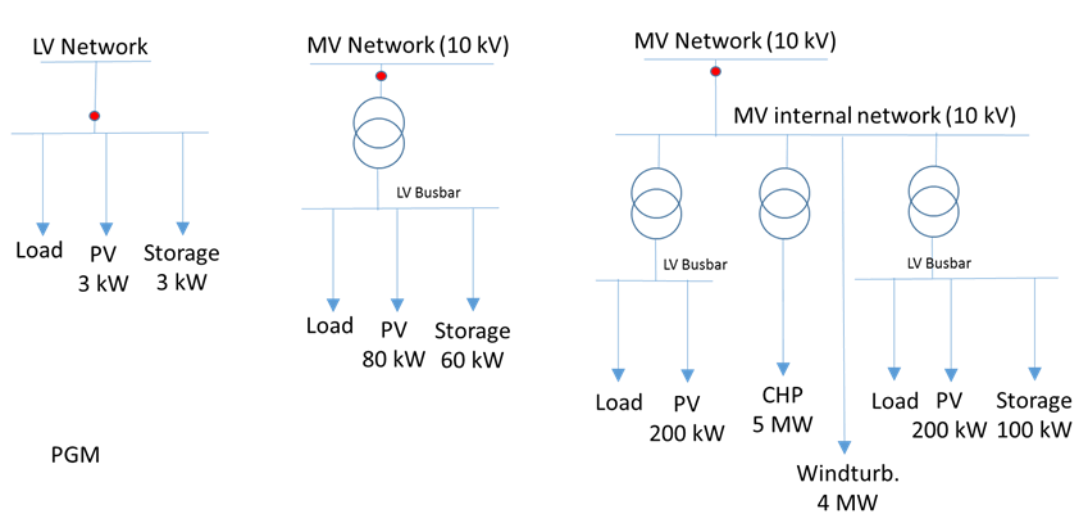 LV Network
Load
PV
3 kW
Storage
3 kW
PGM
MV Network (10 kV)
LV Busbar
Load
PV
80 kW
Storage
60 kW
MV Network (10 kV)
MV internal network (10 kV)
LV Busbar
Load
PV
200 kW
CHP
5 MW
Windturb.
4 MW
LV Busbar
Load
PV
200 kW
Storage
100 kW